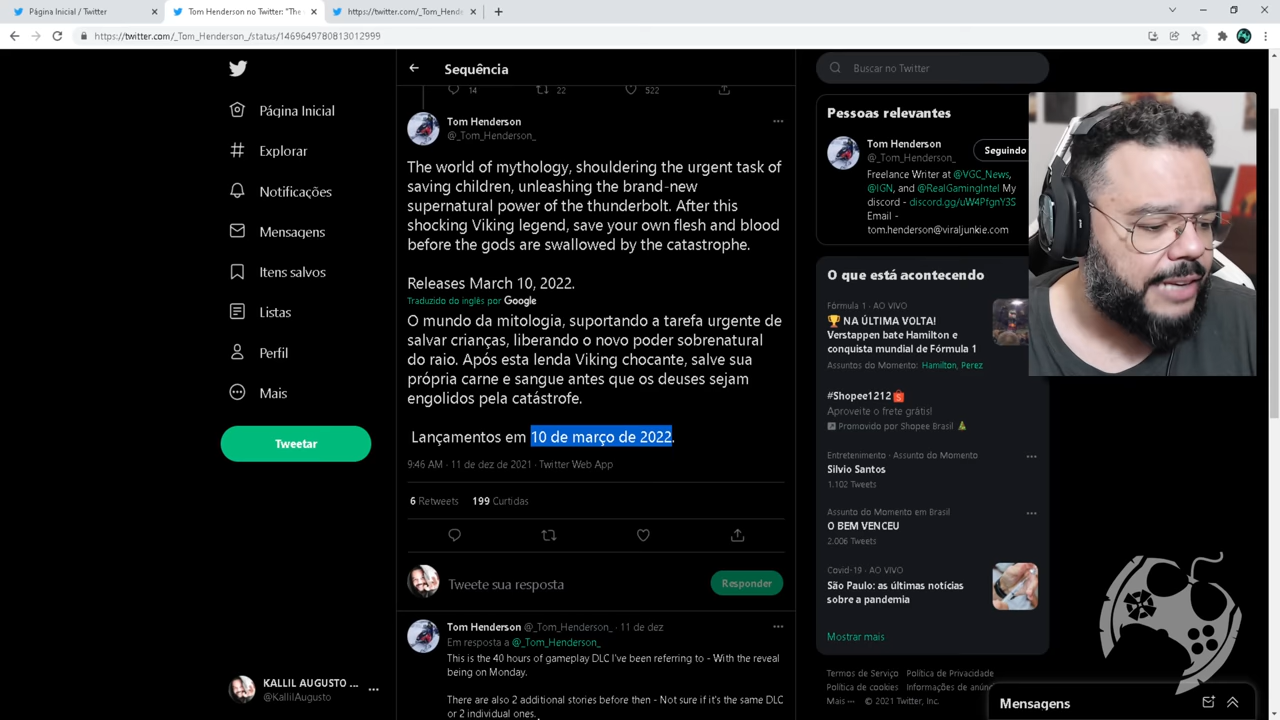 Página Inicial / Twitter
Tom Henderson no Twitter: "The
https://twitter.com/_Tom_Hende
https://twitter.com/_Tom_Henderson_/status/1469649780813012999
Sequência
14
22
522
Tom Henderson
@_Tom_Henderson_
The world of mythology, shouldering the urgent task of
saving children, unleashing the brand-new
supernatural power of the thunderbolt. After this
shocking Viking legend, save your own flesh and blood
before the gods are swallowed by the catastrophe.
Releases March 10, 2022.
Traduzido do inglês por Google
O mundo da mitologia, suportando a tarefa urgente de
salvar crianças, liberando o novo poder sobrenatural
do raio. Após esta lenda Viking chocante, salve sua
própria carne e sangue antes que os deuses sejam
engolidos pela catástrofe.
Lançamentos em 10 de março de 2022.
9:46 AM · 11 de dez de 2021 · Twitter Web App
6 Retweets 199 Curtidas
Tweete sua resposta
Responder
Tom Henderson @_Tom_Henderson_ · 11 de dez
Em resposta a @_Tom_Henderson_
This is the 40 hours of gameplay DLC I've been referring to - With the reveal
being on Monday.
There are also 2 additional stories before then - Not sure if it's the same DLC
or 2 individual ones.
Página Inicial
Explorar
Notificações
Mensagens
Itens salvos
Listas
Perfil
Mais
Tweetar
KALLIL AUGUSTO ...
@KallilAugusto
Buscar no Twitter
Pessoas relevantes
Tom Henderson
@_Tom_Henderson_
Seguindo
Freelance Writer at @VGC_News,
@IGN, and @RealGamingIntel My
discord - discord.gg/uW4PfgnY3S
Email -
tom.henderson@viraljunkie.com
O que está acontecendo
Fórmula 1 · AO VIVO
🏆 NA ÚLTIMA VOLTA!
Verstappen bate Hamilton e
conquista mundial de Fórmula 1
Assuntos do Momento: Hamilton, Perez
#Shopee1212
Aproveite o frete grátis!
Promovido por Shopee Brasil
Entretenimento · Assunto do Momento
Silvio Santos
1.102 Tweets
Assunto do Momento em Brasil
O BEM VENCEU
2.006 Tweets
Covid-19 · AO VIVO
São Paulo: as últimas notícias
sobre a pandemia
Mostrar mais
Termos de Serviço Política de Privacidade
Política de cookies Informações de
Mais ··· © 2021 Twitter, Inc.
Mensagens